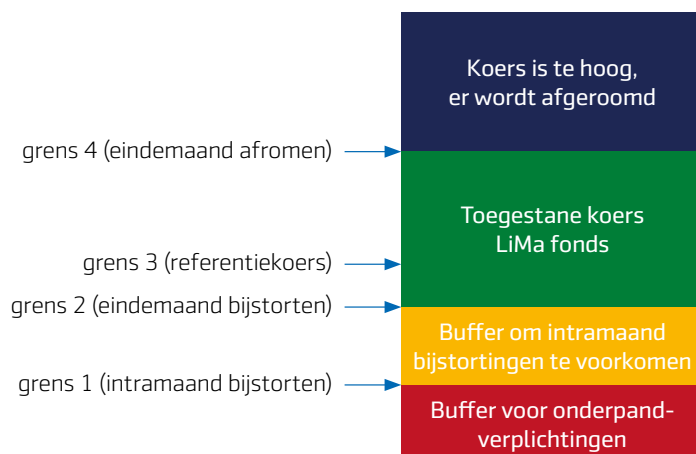 Koers is te hoog,
er wordt afgeroomd
grens 4 (eindemaand afromen)
Toegestane koers
LiMa fonds
grens 3 (referentiekoers)
grens 2 (eindemaand bijstorten)
Buffer om intramaand
bijstortingen te voorkomen
grens 1 (intramaand bijstorten)
Buffer voor onderpand-
verplichtingen